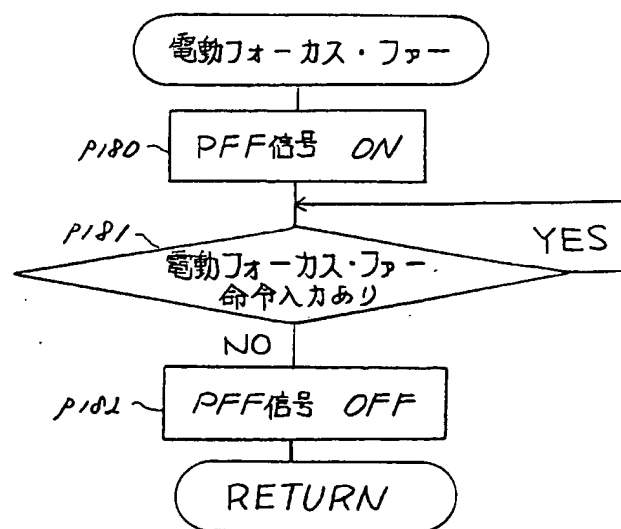 電動フォーカス・ファー
P180
PFF信号 ON
P181
電動フォーカス・ファー
命令入力あり
YES
NO
P182
PFF信号 OFF
RETURN